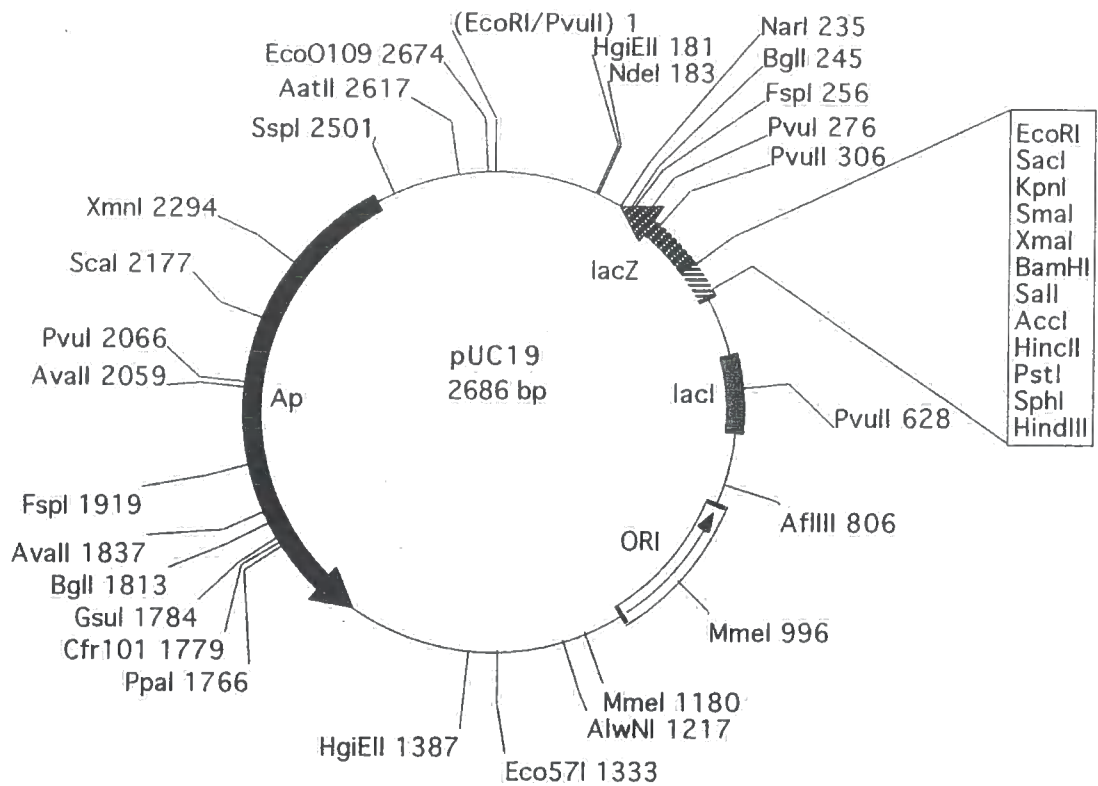 (EcoRI/PvuII) 1
EcoO109 2674
AatII 2617
SspI 2501
XmnI 2294
ScaI 2177
PvuI 2066
AvaII 2059
Ap
FspI 1919
AvaII 1837
BglI 1813
GsuI 1784
Cfr101 1779
PpaI 1766
HgiEII 1387
Eco57I 1333
AlwNI 1217
MmeI 1180
MmeI 996
ORI
AflIII 806
PvuII 628
lacI
lacZ
pUC19
2686 bp
HgiEII 181
NdeI 183
NarI 235
BglI 245
FspI 256
PvuI 276
PvuII 306
EcoRI
SacI
KpnI
SmaI
XmaI
BamHI
SalI
AccI
HincII
PstI
SphI
HindIII